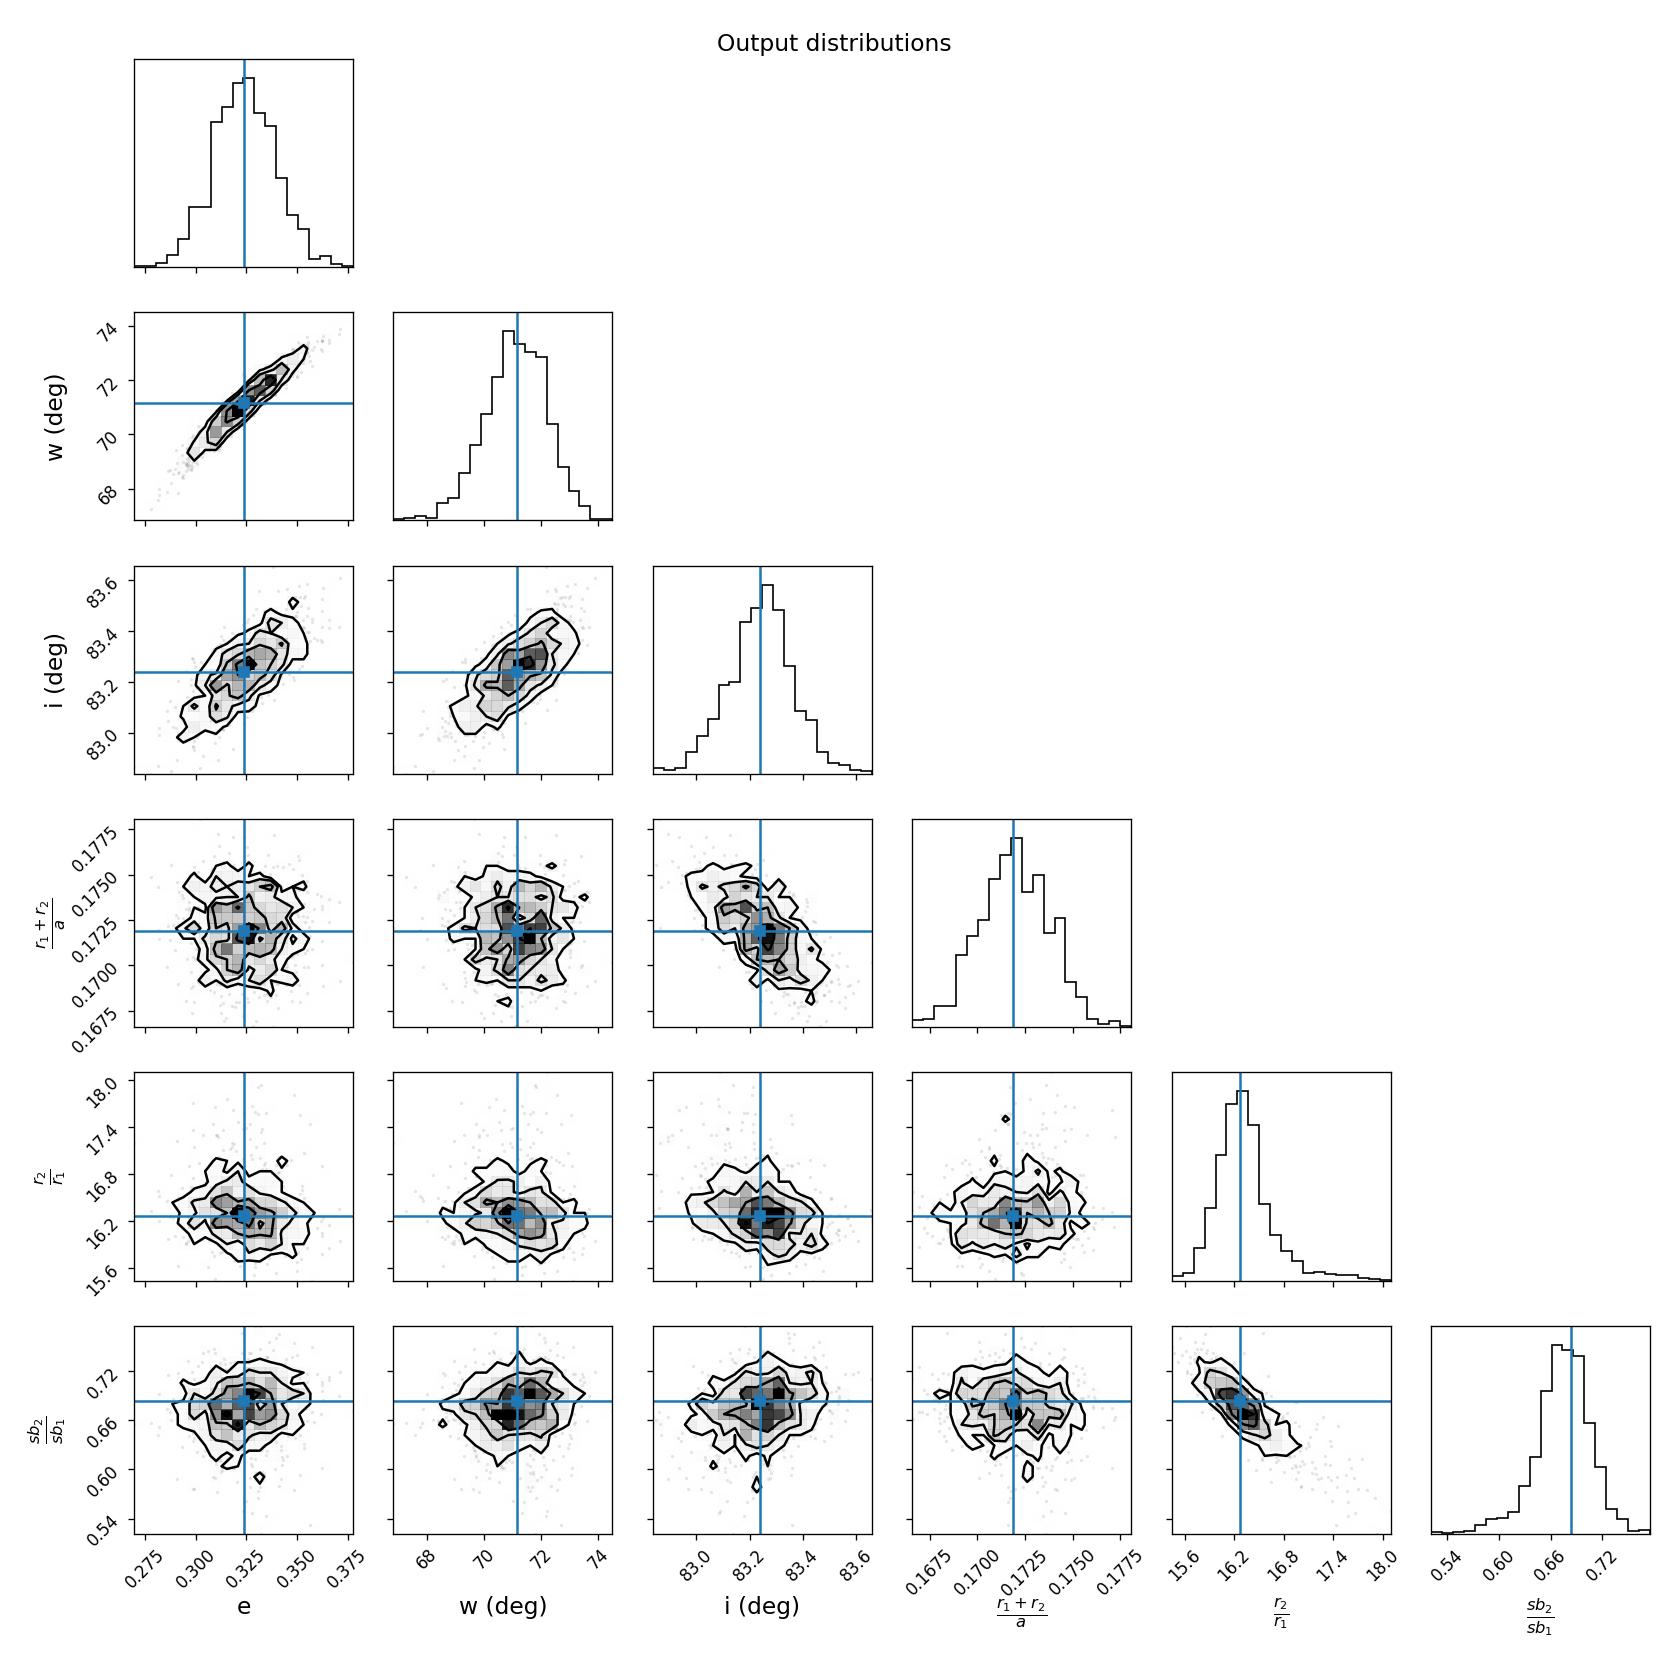 Output distributions
w (deg)
74
72
70
68
i (deg)
83.6
83.4
83.2
83.0
r₁ + r₂
a
0.1775
0.1750
0.1725
0.1700
0.1675
r₂
r₁
18.0
17.4
16.8
16.2
15.6
sb₂
sb₁
0.72
0.66
0.60
0.54
0.275 0.300 0.325 0.350 0.375
68 70 72 74
83.0 83.2 83.4 83.6
0.1675 0.1700 0.1725 0.1750 0.1775
15.6 16.2 16.8 17.4 18.0
0.54 0.60 0.66 0.72
e
w (deg)
i (deg)
r₁ + r₂
a
r₂
r₁
sb₂
sb₁